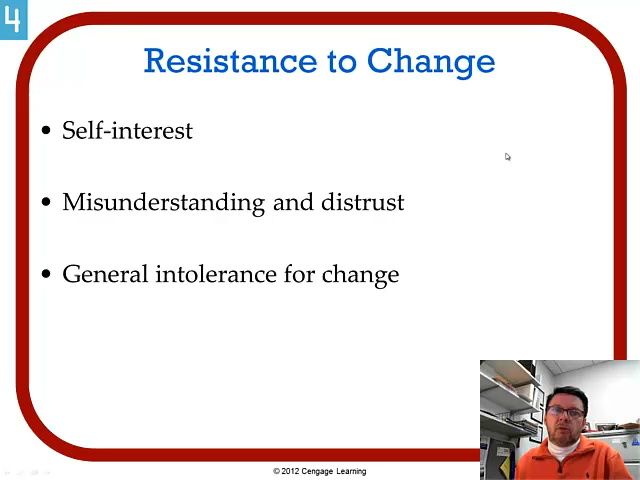 4
Resistance to Change
• Self-interest
• Misunderstanding and distrust
• General intolerance for change
© 2012 Cengage Learning